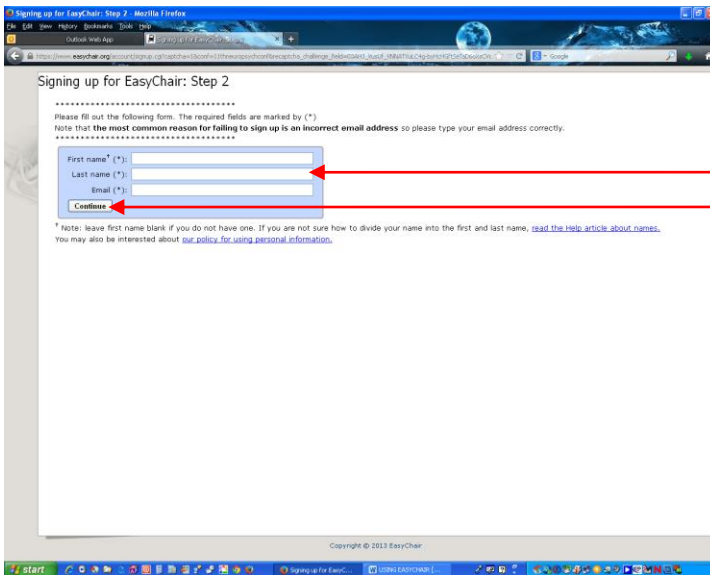 Signing up for EasyChair: Step 2 - Mozilla Firefox
File Edit View History Bookmarks Tools Help
Outlook Web App
Google
Signing up for EasyChair: Step 2
Please fill out the following form. The required fields are marked by (*)
Note that the most common reason for failing to sign up is an incorrect email address so please type your email address correctly.
First name† (*):
Last name (*):
Email (*):
Continue
† Note: leave first name blank if you do not have one. If you are not sure how to divide your name into the first and last name, read the Help article about names.
You may also be interested about our policy for using personal information.
Copyright © 2013 EasyChair
start
Signing up for EasyC...
USING EASYCHAIR [...